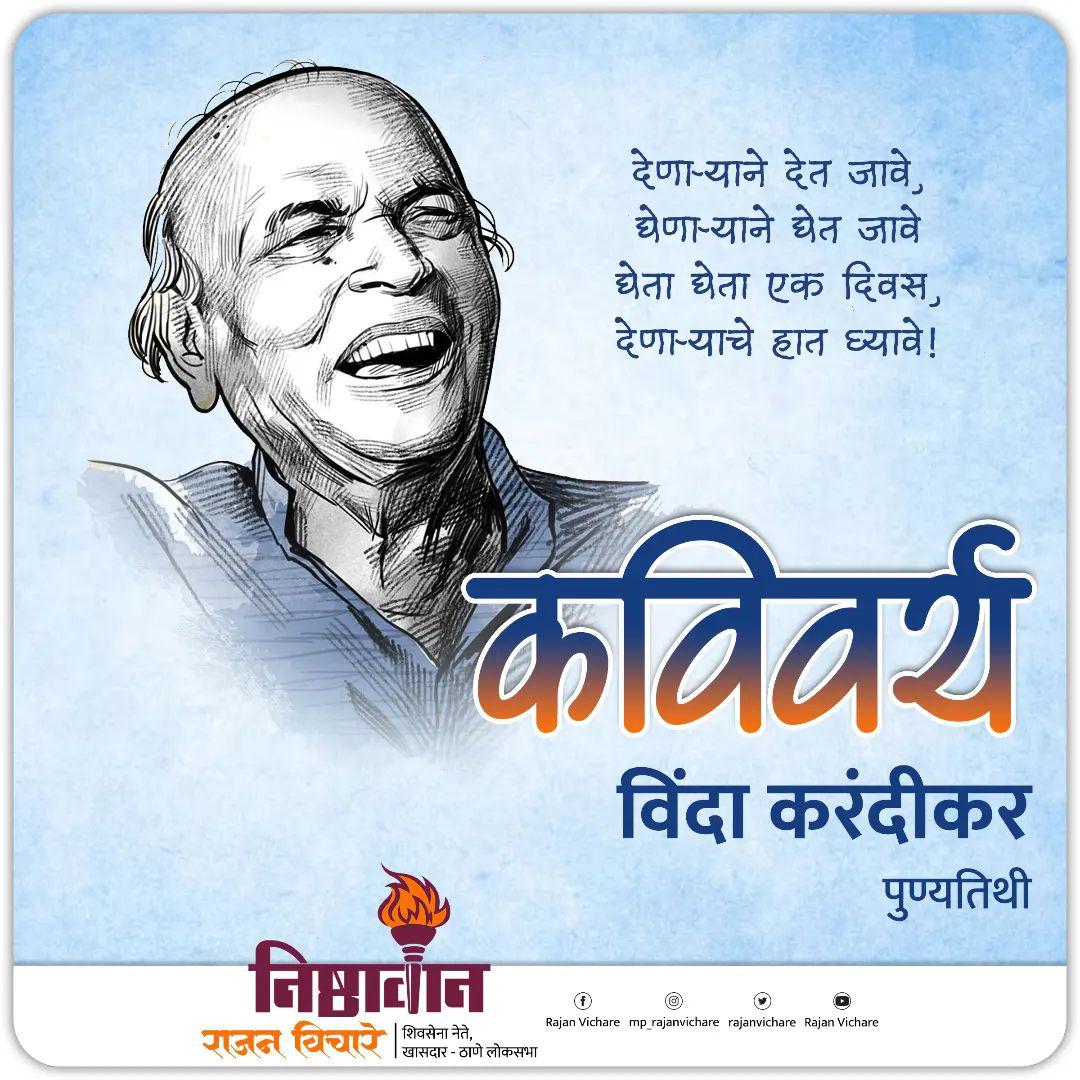 देणाऱ्याने देत जावे,
घेणाऱ्याने घेत जावे
घेता घेता एक दिवस,
देणाऱ्याचे हात घ्यावे!
कविवर्य
विंदा करंदीकर
पुण्यतिथी
निष्ठावान
राजन विचारे
शिवसेना नेते,
खासदार - ठाणे लोकसभा
Rajan Vichare mp_rajanvichare rajanvichare Rajan Vichare